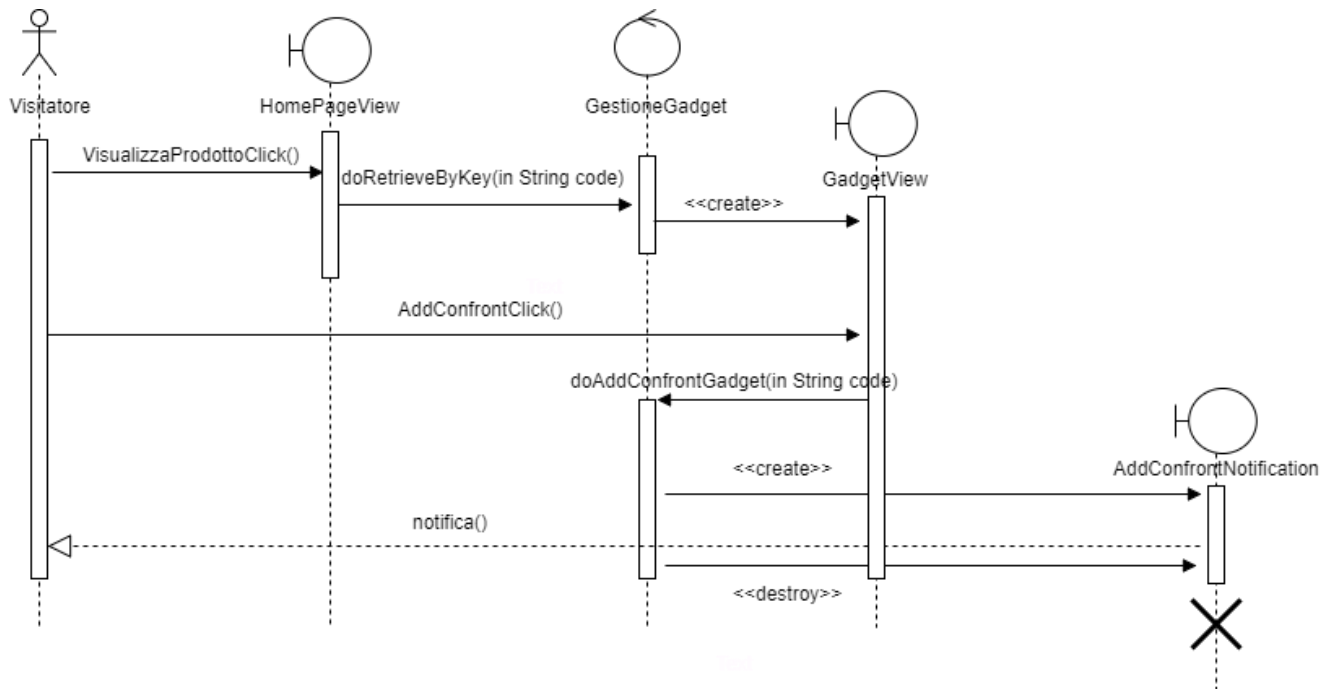 Visitatore
HomePageView
GestioneGadget
GadgetView
VisualizzaProdottoClick()
doRetrieveByKey(in String code)
<<create>>
AddConfrontClick()
doAddConfrontGadget(in String code)
AddConfrontNotification
<<create>>
notifica()
<<destroy>>